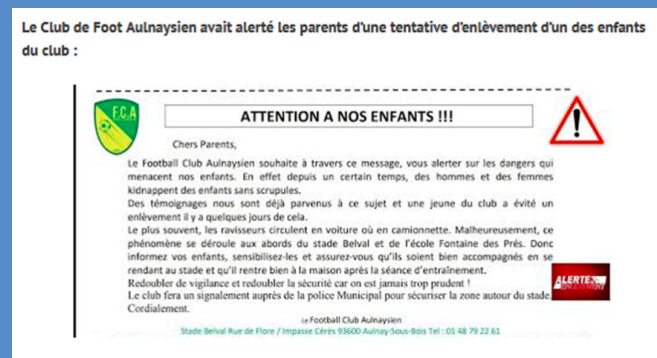 Le Club de Foot Aulnaysien avait alerté les parents d'une tentative d'enlèvement d'un des enfants
du club :
F.C.A
ATTENTION A NOS ENFANTS !!!
Chers Parents,
Le Football Club Aulnaysien souhaite à travers ce message, vous alerter sur les dangers qui
menacent nos enfants. En effet depuis un certain temps, des hommes et des femmes
kidnappent des enfants sans scrupules.
Des témoignages nous sont déjà parvenus à ce sujet et une jeune du club a évité un
enlèvement il y a quelques jours de cela.
Le plus souvent, les ravisseurs circulent en voiture où en camionnette. Malheureusement, ce
phénomène se déroule aux abords du stade Belval et de l'école Fontaine des Prés. Donc
informez vos enfants, sensibilisez-les et assurez-vous qu'ils soient bien accompagnés en se
rendant au stade et qu'il rentre bien à la maison après la séance d'entraînement.
ALERTE
Redoubler de vigilance et redoubler la sécurité car on est jamais trop prudent !
Le club fera un signalement auprès de la police Municipal pour sécuriser la zone autour du stade.
Cordialement.
Le Football Club Aulnaysien
Stade Belval Rue de Flore / Impasse Cérès 93600 Aulnay-Sous-Bois Tel : 01 48 79 22 61